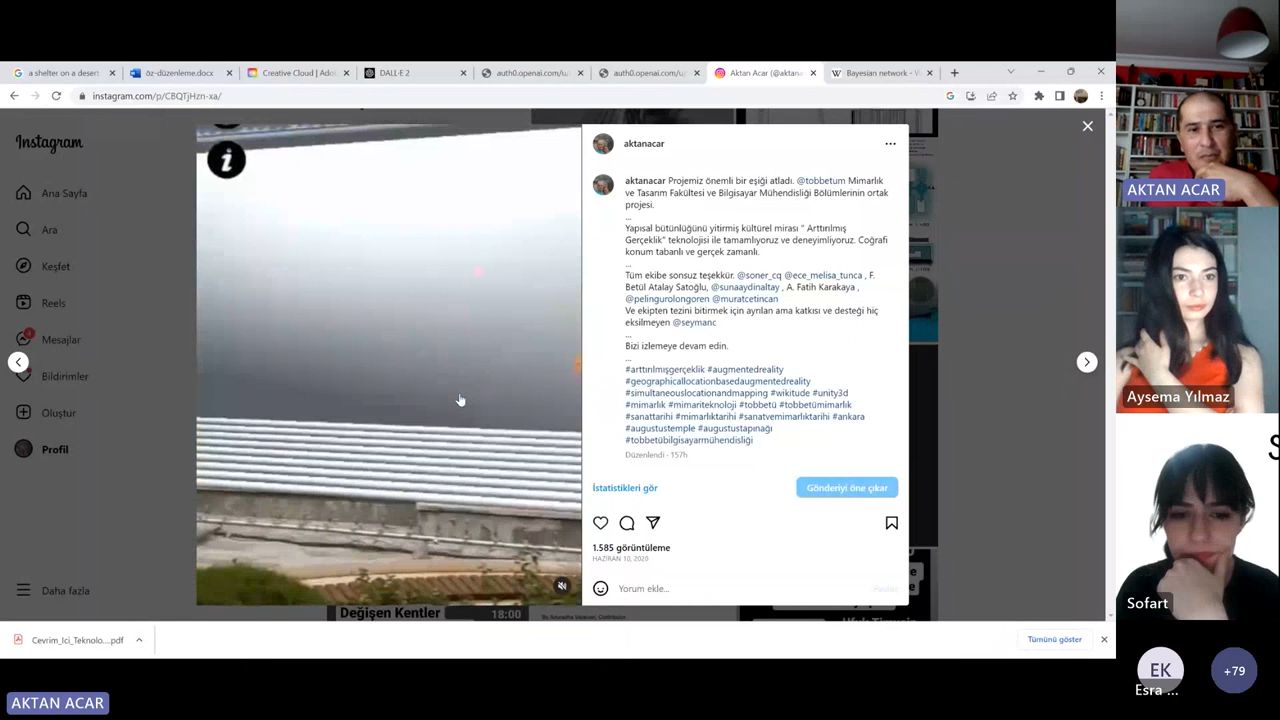 a shelter on a desert
öz-düzenleme.docx
Creative Cloud | Ado
DALL·E 2
auth0.openai.com/u/
auth0.openai.com/u/
Aktan Acar (@aktana
Bayesian network - W
instagram.com/p/CBQTjHzn-xa/
Instagram
Ana Sayfa
Ara
Keşfet
Reels
4
Mesajlar
Bildirimler
Oluştur
Profil
Daha fazla
i
aktanacar
aktanacar Projemiz önemli bir eşiği atladı. @tobbetum Mimarlık
ve Tasarım Fakültesi ve Bilgisayar Mühendisliği Bölümlerinin ortak
projesi.
...
Yapısal bütünlüğünü yitirmiş kültürel mirası “ Arttırılmış
Gerçeklik” teknolojisi ile tamamlıyoruz ve deneyimliyoruz. Coğrafi
konum tabanlı ve gerçek zamanlı.
...
Tüm ekibe sonsuz teşekkür. @soner_cq @ece_melisa_tunca , F.
Betül Atalay Satoğlu, @sunaaydinaltay , A. Fatih Karakaya ,
@pelingurolongoren @muratcetincan
Ve ekipten tezini bitirmek için ayrılan ama katkısı ve desteği hiç
eksilmeyen @seymanc
...
Bizi izlemeye devam edin.
...
#arttırılmışgerçeklik #augmentedreality
#geographicallocationbasedaugmentedreality
#simultaneouslocationandmapping #wikitude #unity3d
#mimarlık #mimariteknoloji #tobbetü #tobbetümimarlık
#sanattarihi #mimarlıktarihi #sanatvemimarlıktarihi #ankara
#augustustemple #augustustapınağı
#tobbetübilgisayarmühendisliği
Düzenlendi · 157h
İstatistikleri gör
Gönderiyi öne çıkar
1.585 görüntüleme
HAZİRAN 10, 2020
Yorum ekle...
Paylaş
Değişen Kentler
18:00
Cevrim_Ici_Teknolo....pdf
Tümünü göster
AKTAN ACAR
Aysema Yılmaz
S
Sofart
EK
Esra ...
+79
AKTAN ACAR